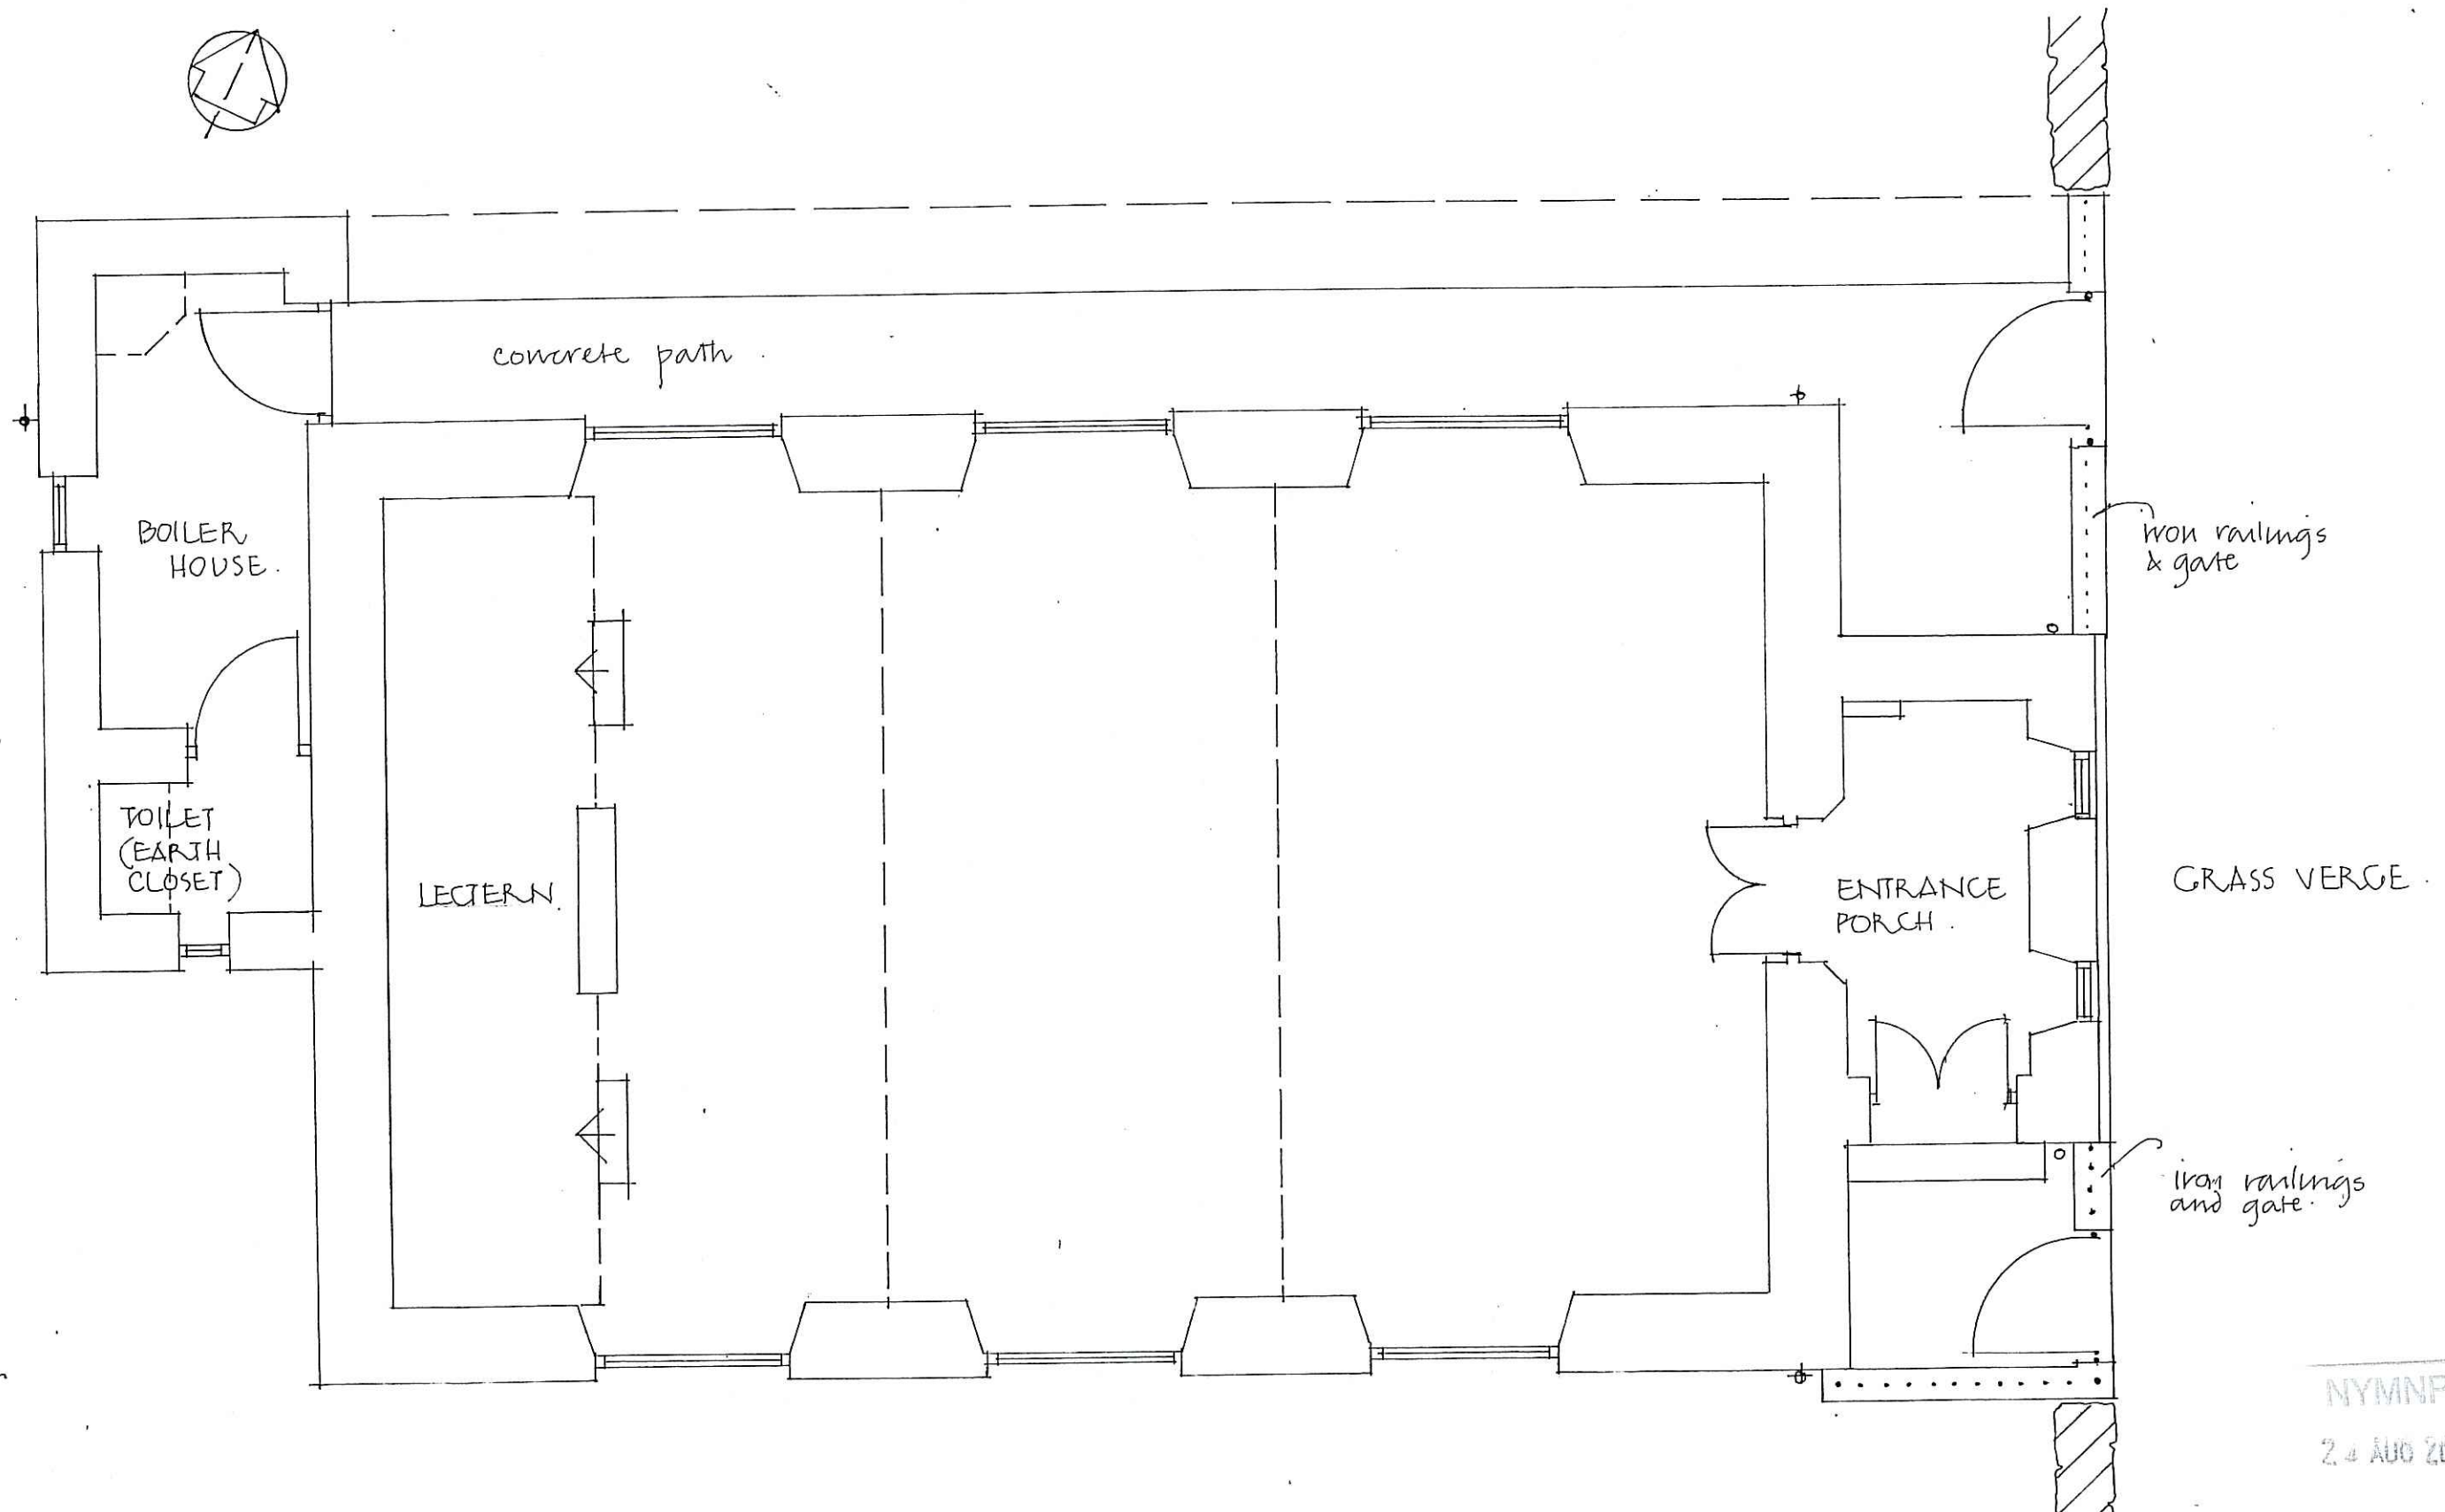 concrete path.
BOILER
HOUSE.
iron railings
& gate
TOILET
(EARTH
CLOSET)
LECTERN.
ENTRANCE
PORCH.
GRASS VERGE.
iron railings
and gate.
NYMNP
24 AUG 20